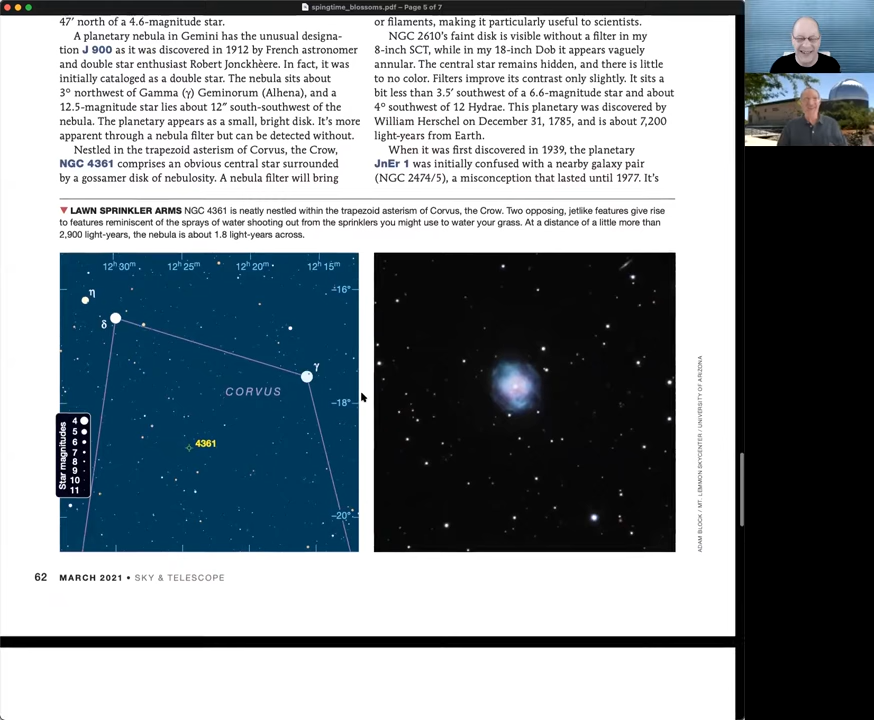 spingtime_blossoms.pdf – Page 5 of 7
47′ north of a 4.6-magnitude star.
A planetary nebula in Gemini has the unusual designa-
tion J 900 as it was discovered in 1912 by French astronomer
and double star enthusiast Robert Jonckhèere. In fact, it was
initially cataloged as a double star. The nebula sits about
3° northwest of Gamma (γ) Geminorum (Alhena), and a
12.5-magnitude star lies about 12″ south-southwest of the
nebula. The planetary appears as a small, bright disk. It's more
apparent through a nebula filter but can be detected without.
Nestled in the trapezoid asterism of Corvus, the Crow,
NGC 4361 comprises an obvious central star surrounded
by a gossamer disk of nebulosity. A nebula filter will bring
or filaments, making it particularly useful to scientists.
NGC 2610's faint disk is visible without a filter in my
8-inch SCT, while in my 18-inch Dob it appears vaguely
annular. The central star remains hidden, and there is little
to no color. Filters improve its contrast only slightly. It sits a
bit less than 3.5′ southwest of a 6.6-magnitude star and about
4° southwest of 12 Hydrae. This planetary was discovered by
William Herschel on December 31, 1785, and is about 7,200
light-years from Earth.
When it was first discovered in 1939, the planetary
JnEr 1 was initially confused with a nearby galaxy pair
(NGC 2474/5), a misconception that lasted until 1977. It's
▼ LAWN SPRINKLER ARMS NGC 4361 is neatly nestled within the trapezoid asterism of Corvus, the Crow. Two opposing, jetlike features give rise
to features reminiscent of the sprays of water shooting out from the sprinklers you might use to water your grass. At a distance of a little more than
2,900 light-years, the nebula is about 1.8 light-years across.
12h 30m 12h 25m 12h 20m 12h 15m
–16°
η
δ
γ
CORVUS
–18°
4361
Star magnitudes
4
5
6
7
8
9
10
11
–20°
ADAM BLOCK / MT. LEMMON SKYCENTER / UNIVERSITY OF ARIZONA
62 MARCH 2021 • SKY & TELESCOPE